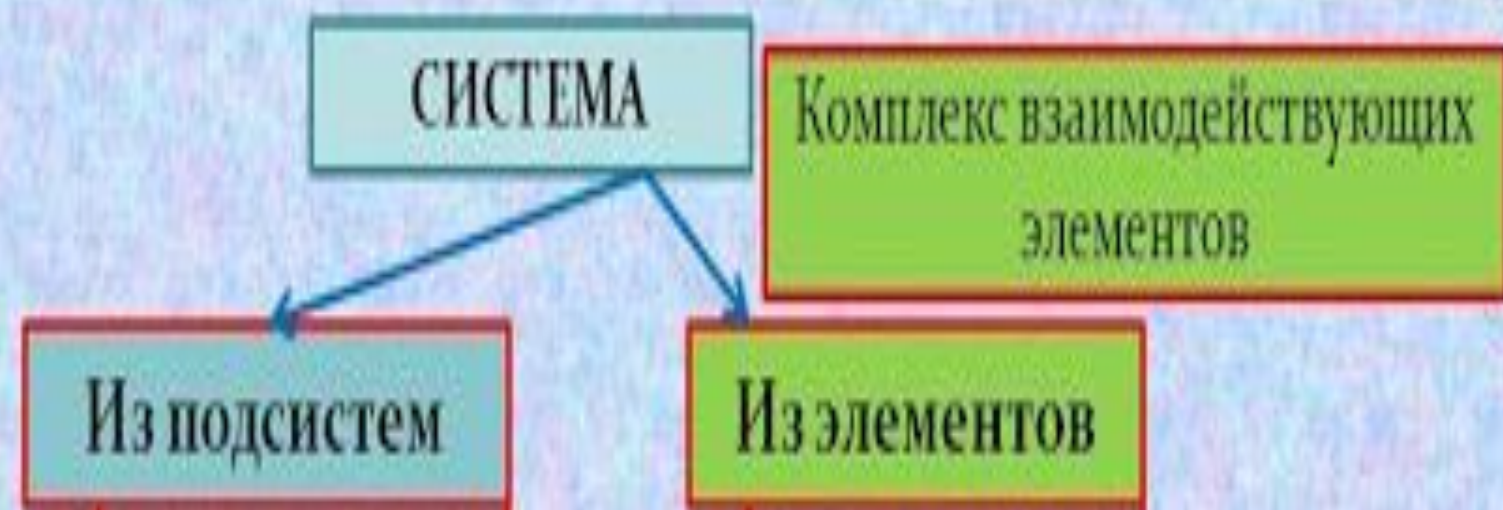 СИСТЕМА
Комплекс взаимодействующих
элементов
Из подсистем
Из элементов